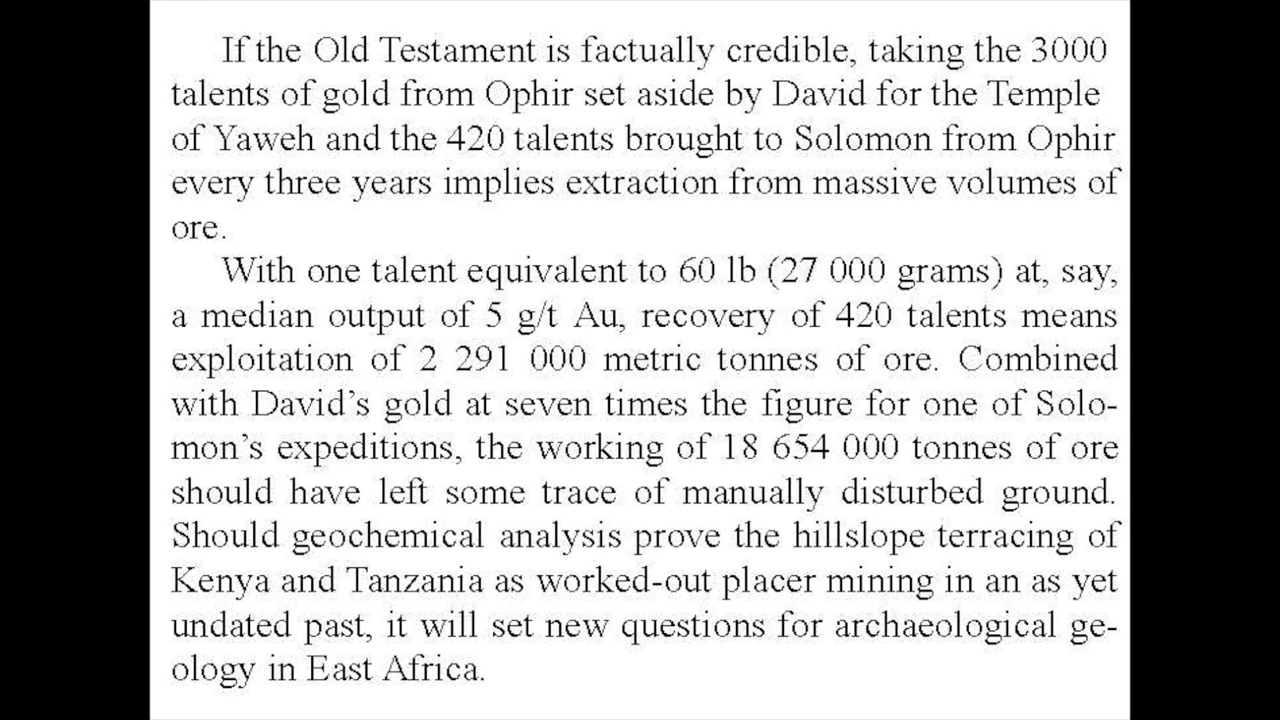 If the Old Testament is factually credible, taking the 3000
talents of gold from Ophir set aside by David for the Temple
of Yaweh and the 420 talents brought to Solomon from Ophir
every three years implies extraction from massive volumes of
ore.
With one talent equivalent to 60 lb (27 000 grams) at, say,
a median output of 5 g/t Au, recovery of 420 talents means
exploitation of 2 291 000 metric tonnes of ore. Combined
with David's gold at seven times the figure for one of Solo-
mon's expeditions, the working of 18 654 000 tonnes of ore
should have left some trace of manually disturbed ground.
Should geochemical analysis prove the hillslope terracing of
Kenya and Tanzania as worked-out placer mining in an as yet
undated past, it will set new questions for archaeological ge-
ology in East Africa.